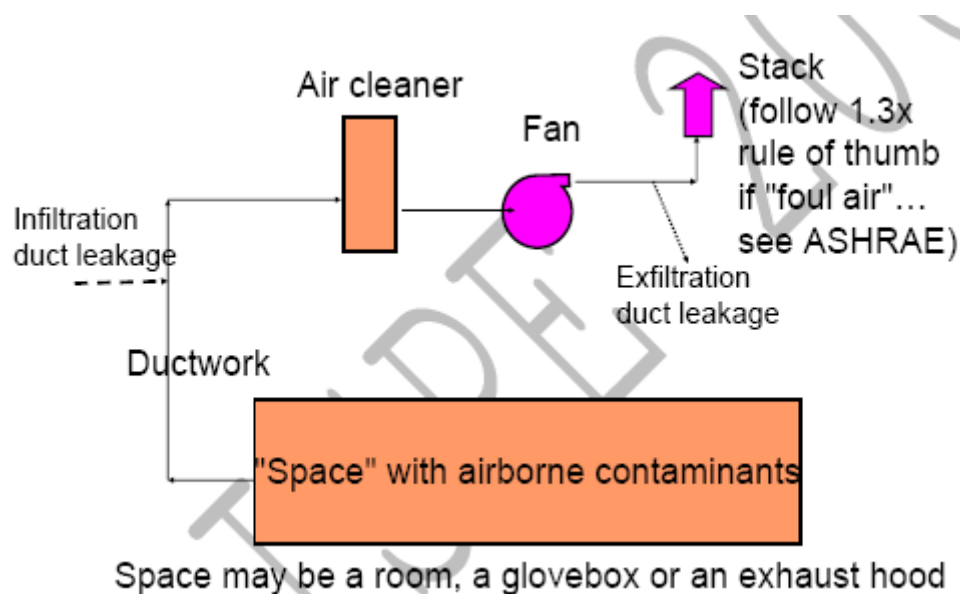 Air cleaner
Fan
Stack
(follow 1.3x
rule of thumb
if "foul air"...
see ASHRAE)
Infiltration
duct leakage
Exfiltration
duct leakage
Ductwork
"Space" with airborne contaminants
Space may be a room, a glovebox or an exhaust hood